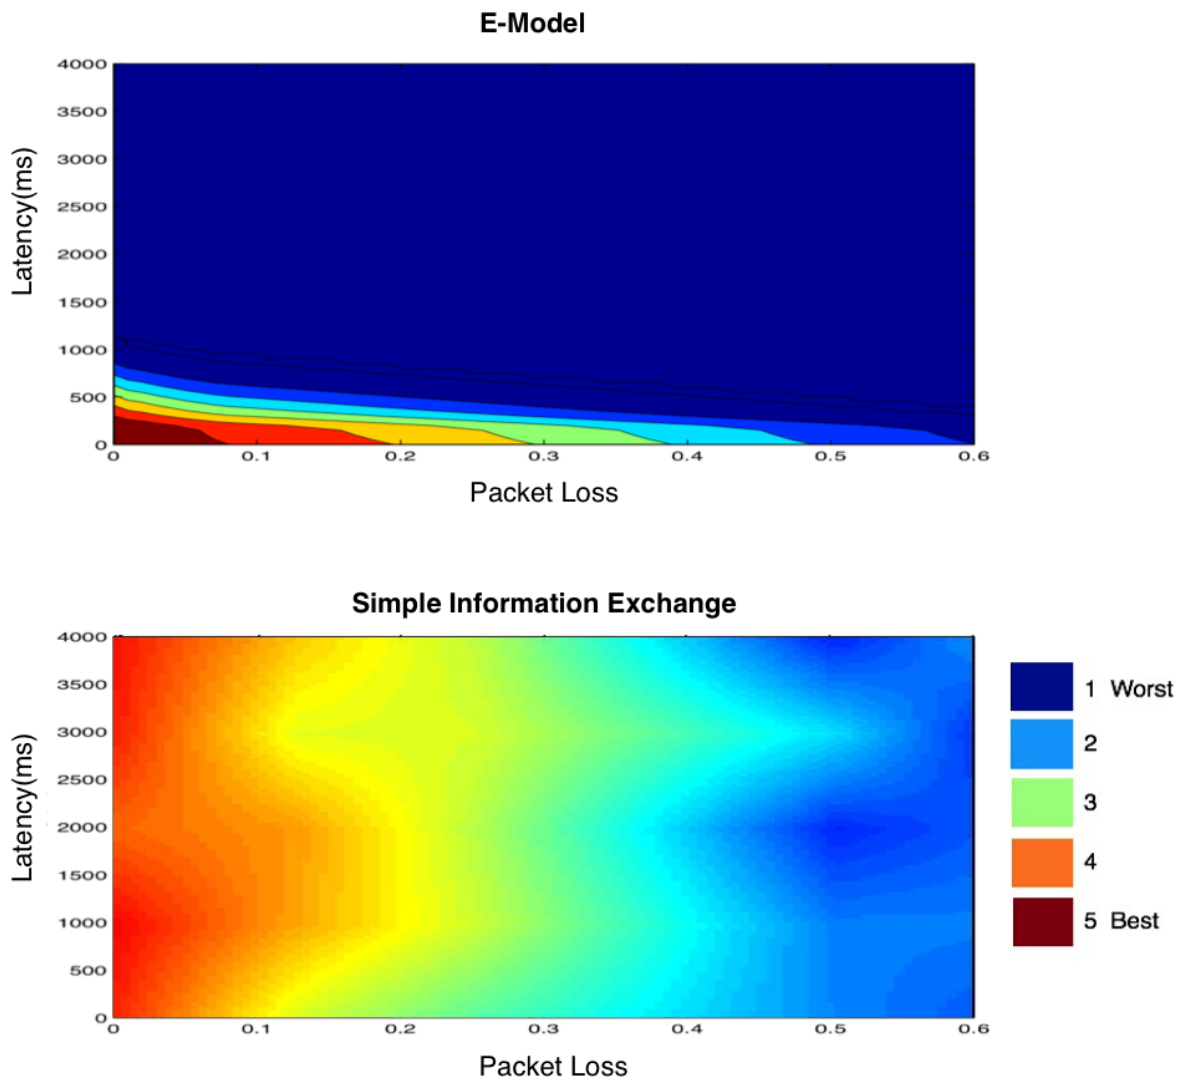 E-Model
4000
3500
3000
2500
2000
1500
1000
500
0
Latency(ms)
0 0.1 0.2 0.3 0.4 0.5 0.6
Packet Loss
Simple Information Exchange
4000
3500
3000
2500
2000
1500
1000
500
0
Latency(ms)
0 0.1 0.2 0.3 0.4 0.5 0.6
Packet Loss
1 Worst
2
3
4
5 Best